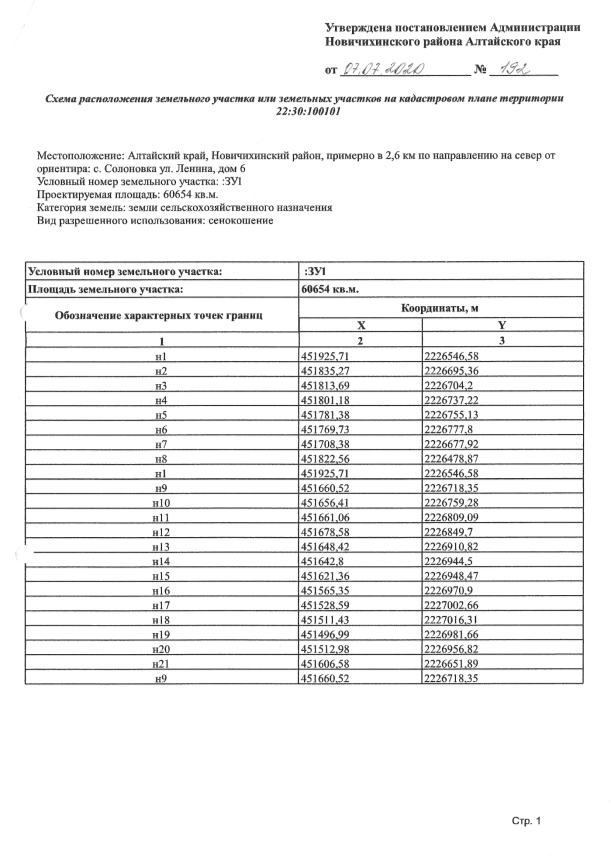 Утверждена постановлением Администрации
Новичихинского района Алтайского края
от 07.07.2020 № 192
Схема расположения земельного участка или земельных участков на кадастровом плане территории
22:30:100101
Местоположение: Алтайский край, Новичихинский район, примерно в 2,6 км по направлению на север от
ориентира: с. Солоновка ул. Ленина, дом 6
Условный номер земельного участка: :ЗУ1
Проектируемая площадь: 60654 кв.м.
Категория земель: земли сельскохозяйственного назначения
Вид разрешенного использования: сенокошение
Условный номер земельного участка: :ЗУ1
Площадь земельного участка: 60654 кв.м.
Обозначение характерных точек границ Координаты, м
X Y
1 2 3
н1 451925,71 2226546,58
н2 451835,27 2226695,36
н3 451813,69 2226704,2
н4 451801,18 2226737,22
н5 451781,38 2226755,13
н6 451769,73 2226777,8
н7 451708,38 2226677,92
н8 451822,56 2226478,87
н1 451925,71 2226546,58
н9 451660,52 2226718,35
н10 451656,41 2226759,28
н11 451661,06 2226809,09
н12 451678,58 2226849,7
н13 451648,42 2226910,82
н14 451642,8 2226944,5
н15 451621,36 2226948,47
н16 451565,35 2226970,9
н17 451528,59 2227002,66
н18 451511,43 2227016,31
н19 451496,99 2226981,66
н20 451512,98 2226956,82
н21 451606,58 2226651,89
н9 451660,52 2226718,35
Стр. 1